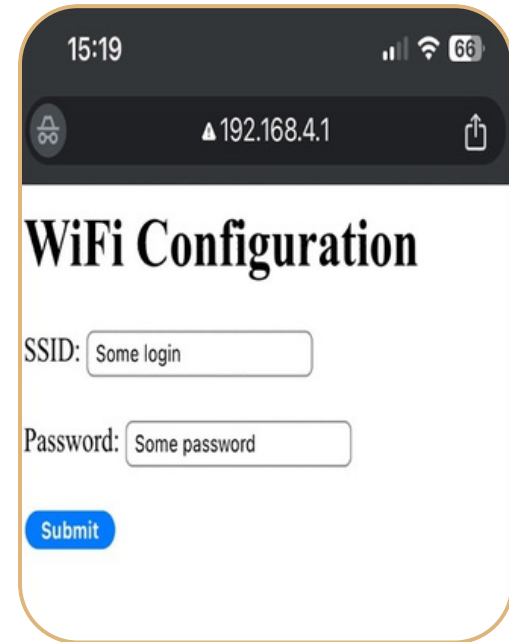 15:19
66
192.168.4.1
WiFi Configuration
SSID: Some login
Password: Some password
Submit